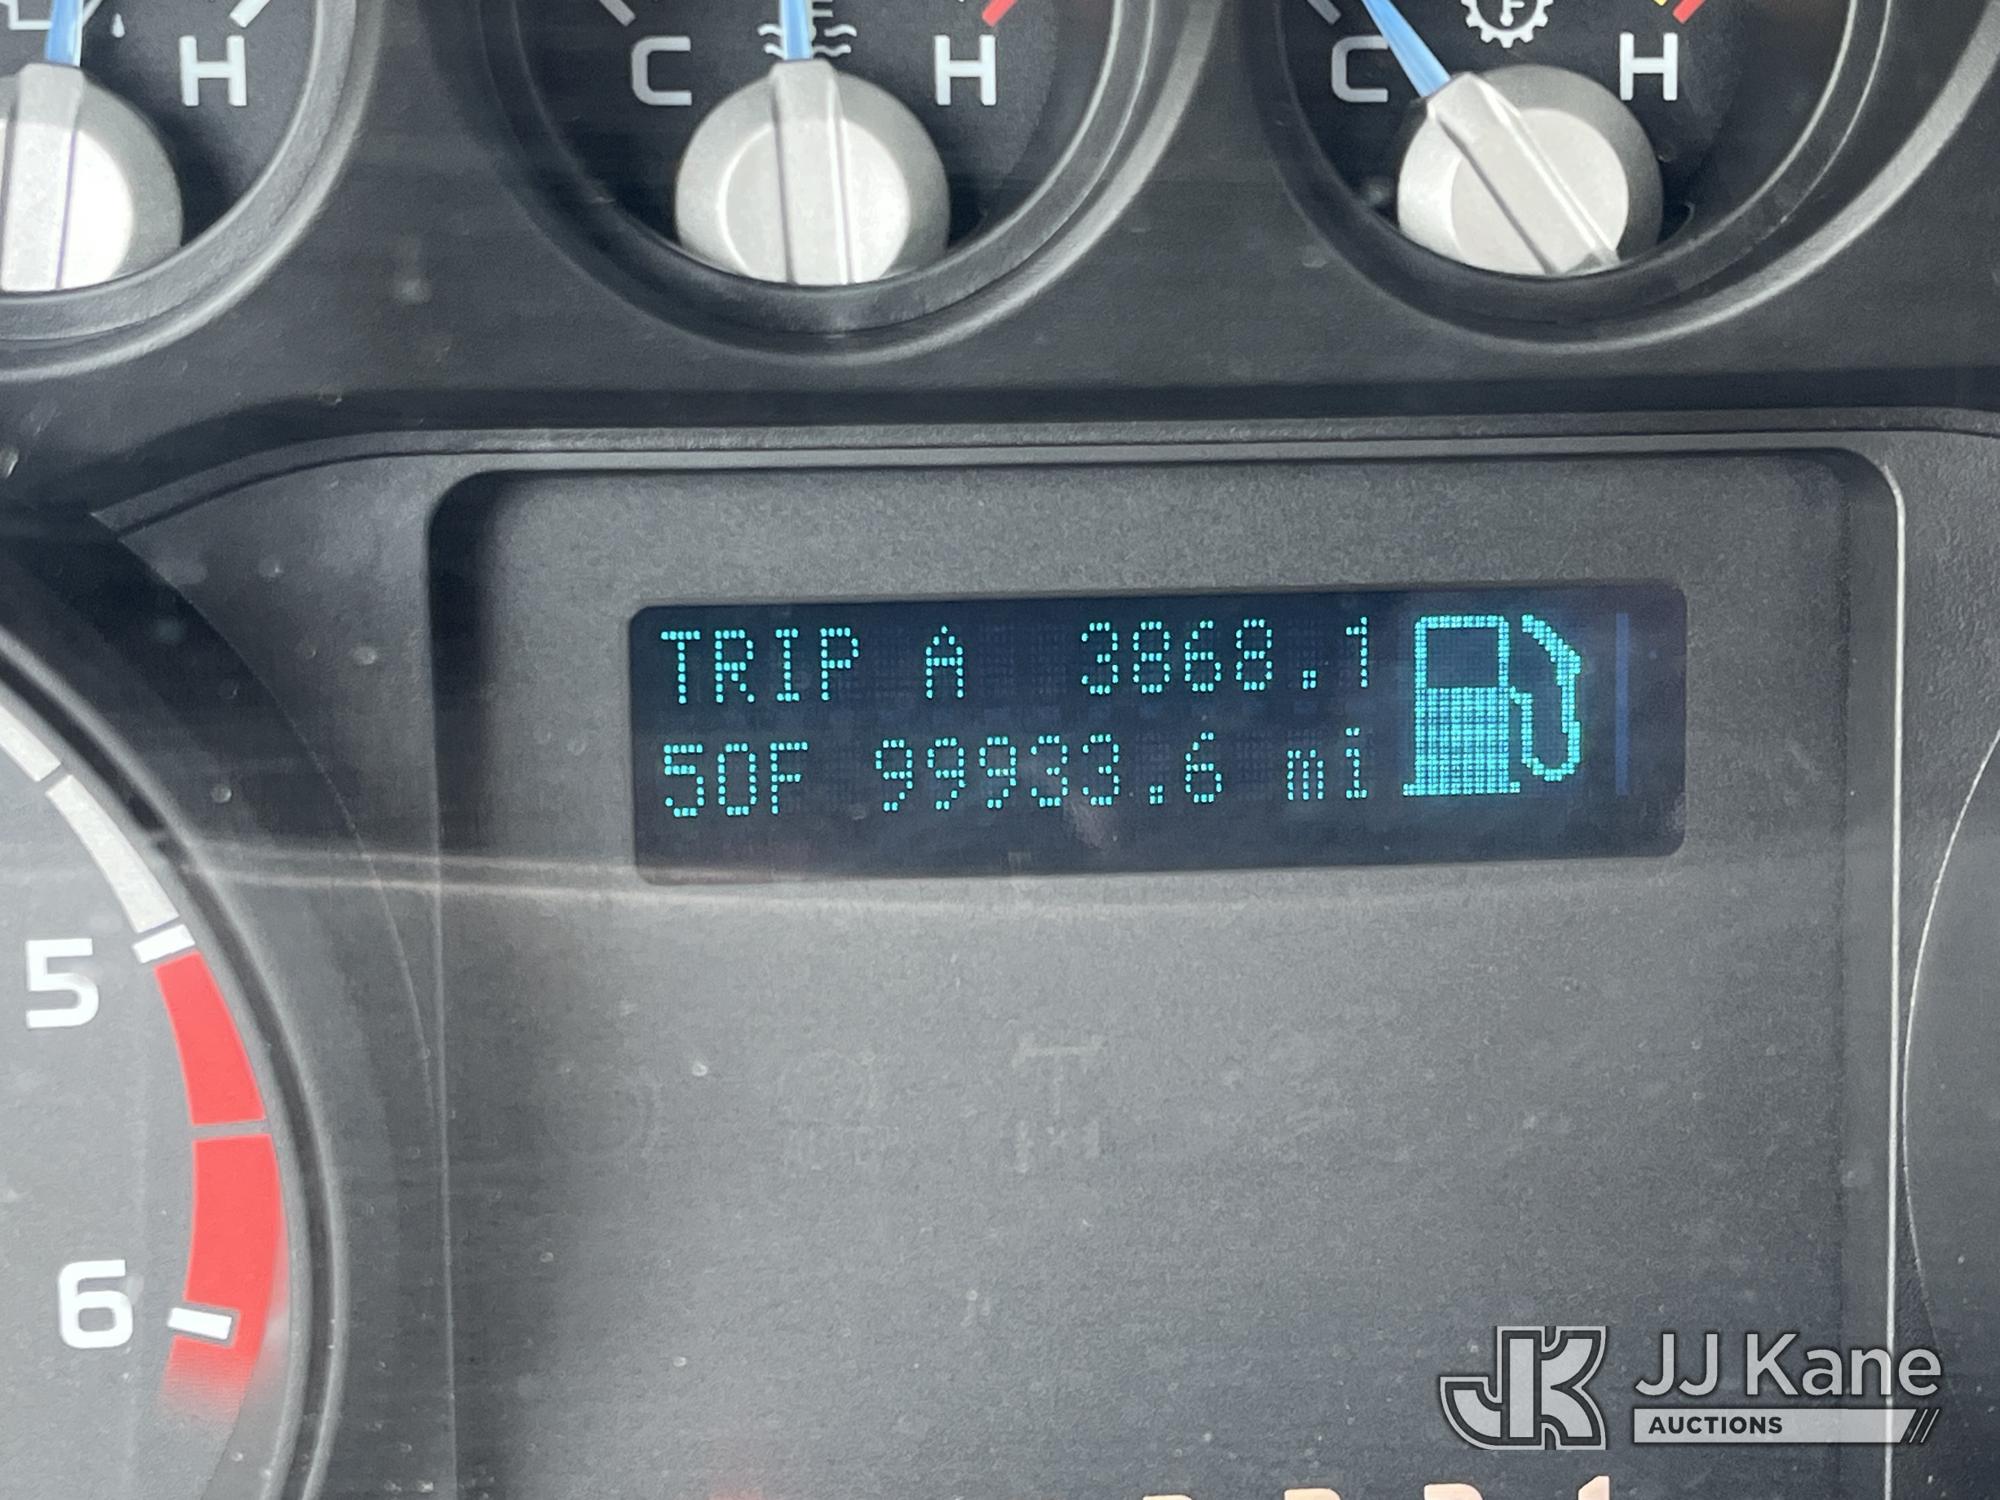 H
C H
C F H
TRIP A 3868.1
50F 99933.6 mi
5
6
JJ Kane
AUCTIONS